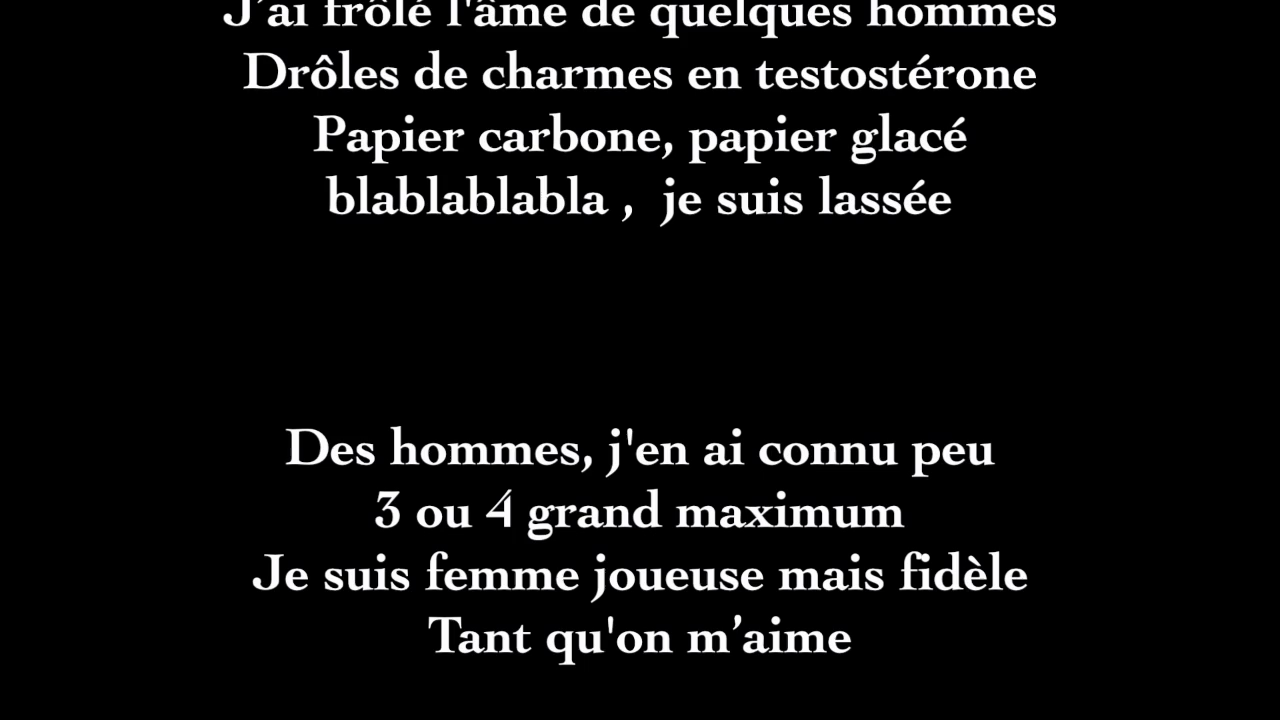 J’ai frôlé l'âme de quelques hommes
Drôles de charmes en testostérone
Papier carbone, papier glacé
blablablabla ,  je suis lassée
Des hommes, j'en ai connu peu
3 ou 4 grand maximum
Je suis femme joueuse mais fidèle
Tant qu'on m’aime